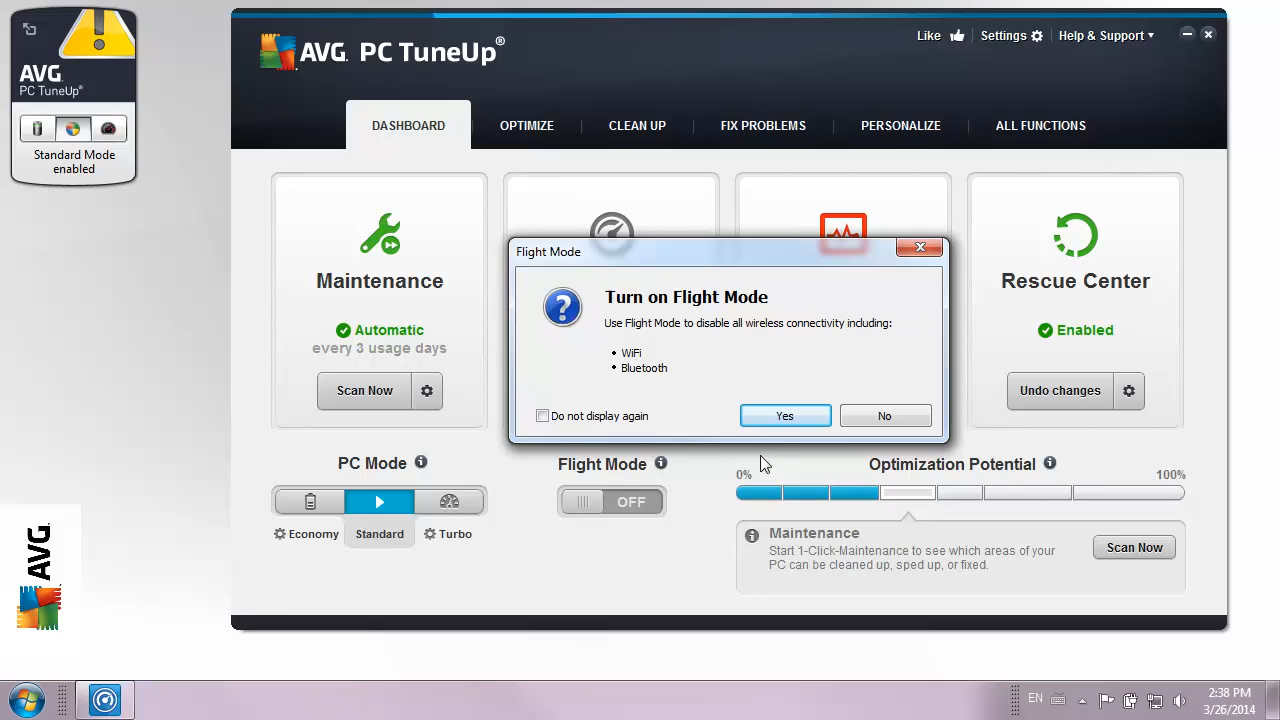 AVG
PC TuneUp®
Standard Mode
enabled
AVG. PC TuneUp®
Like
Settings
Help & Support
DASHBOARD
OPTIMIZE
CLEAN UP
FIX PROBLEMS
PERSONALIZE
ALL FUNCTIONS
Maintenance
Automatic
every 3 usage days
Scan Now
Flight Mode
Turn on Flight Mode
Use Flight Mode to disable all wireless connectivity including:
• WiFi
• Bluetooth
Do not display again
Yes
No
Rescue Center
Enabled
Undo changes
PC Mode
Economy
Standard
Turbo
Flight Mode
OFF
Optimization Potential
0%
100%
Maintenance
Start 1-Click-Maintenance to see which areas of your
PC can be cleaned up, sped up, or fixed.
Scan Now
AVG
EN
2:38 PM
3/26/2014